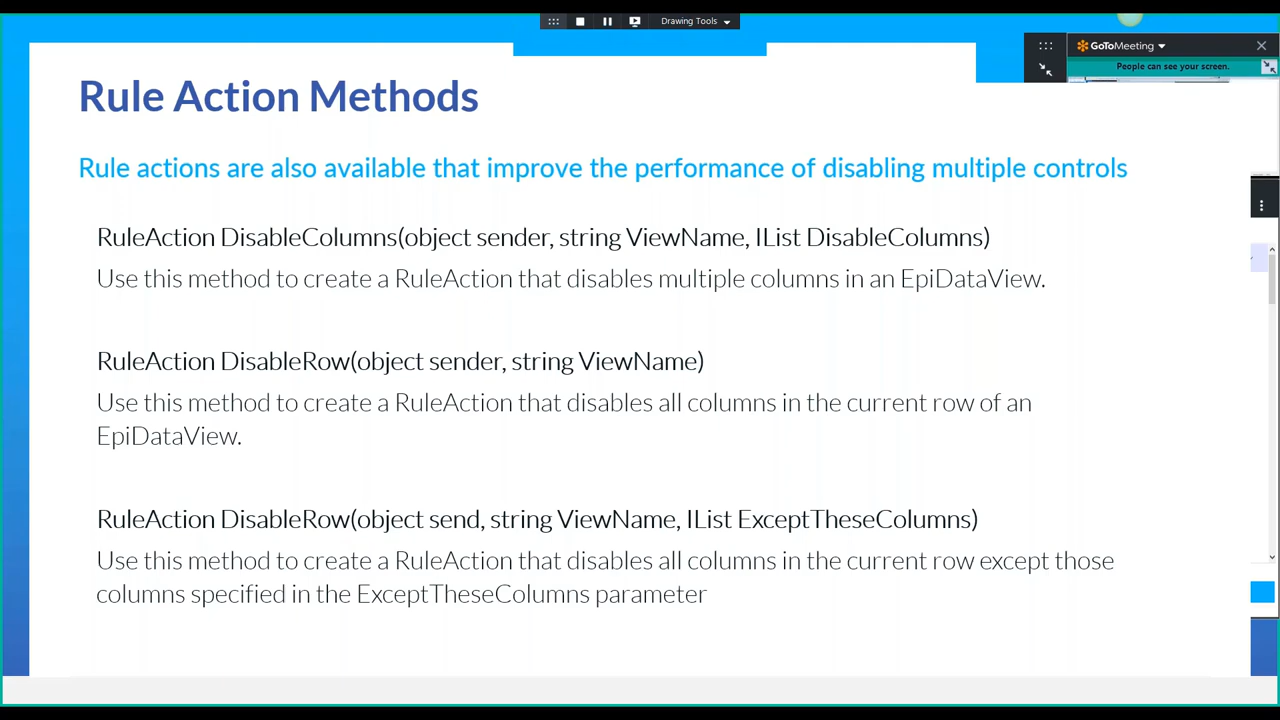 Drawing Tools
GoToMeeting
People can see your screen.
Rule Action Methods
Rule actions are also available that improve the performance of disabling multiple controls
RuleAction DisableColumns(object sender, string ViewName, IList DisableColumns)
Use this method to create a RuleAction that disables multiple columns in an EpiDataView.
RuleAction DisableRow(object sender, string ViewName)
Use this method to create a RuleAction that disables all columns in the current row of an
EpiDataView.
RuleAction DisableRow(object send, string ViewName, IList ExceptTheseColumns)
Use this method to create a RuleAction that disables all columns in the current row except those
columns specified in the ExceptTheseColumns parameter